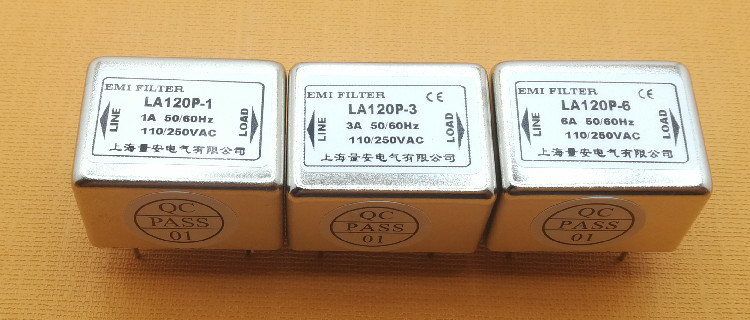 EMI FILTER
LA120P-1
1A 50/60Hz
110/250VAC
LINE
LOAD
上海量安电气有限公司
QC
PASS
01
EMI FILTER
CE
LA120P-3
3A 50/60Hz
110/250VAC
LINE
LOAD
上海量安电气有限公司
QC
PASS
01
EMI FILTER
CE
LA120P-6
6A 50/60Hz
110/250VAC
LINE
LOAD
上海量安电气有限公司
QC
PASS
01